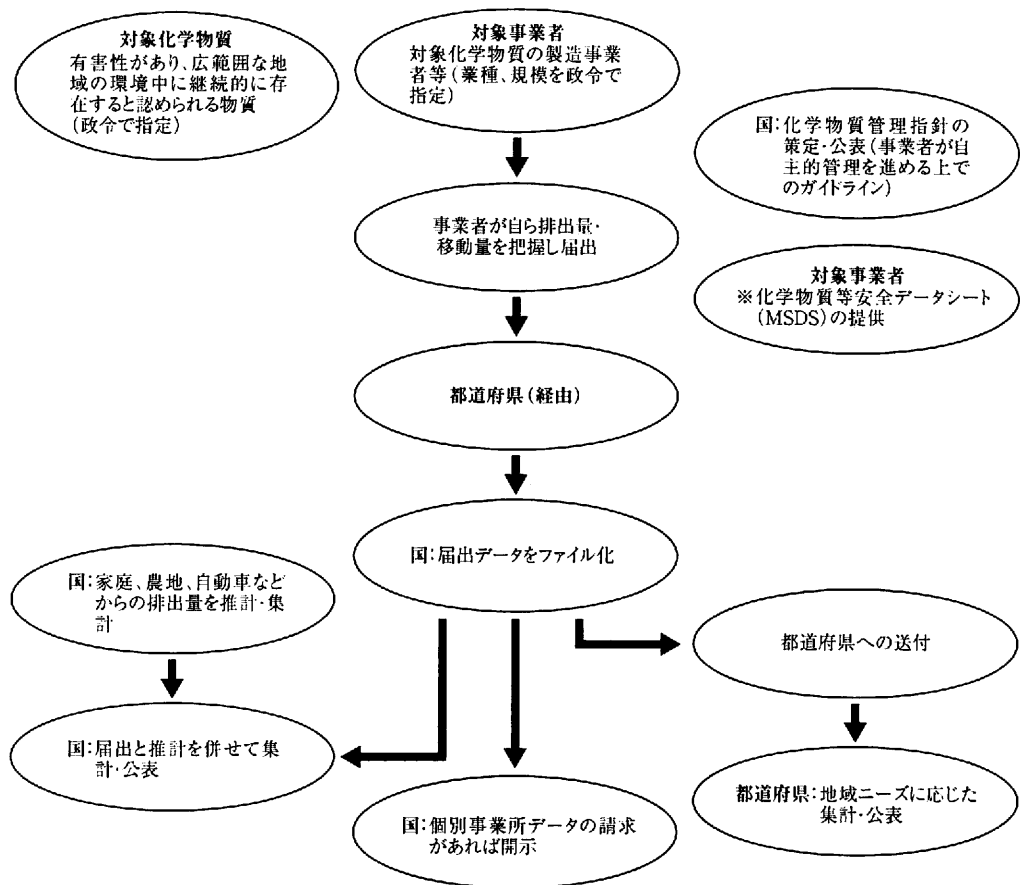 対象化学物質
有害性があり、広範囲な地
域の環境中に継続的に存
在すると認められる物質
(政令で指定)
対象事業者
対象化学物質の製造事業
者等(業種、規模を政令で
指定)
国:化学物質管理指針の
策定・公表(事業者が自
主的管理を進める上で
のガイドライン)
事業者が自ら排出量・
移動量を把握し届出
対象事業者
※化学物質等安全データシート
(MSDS)の提供
都道府県(経由)
国:届出データをファイル化
国:家庭、農地、自動車など
からの排出量を推計・集
計
都道府県への送付
国:届出と推計を併せて集
計・公表
都道府県:地域ニーズに応じた
集計・公表
国:個別事業所データの請求
があれば開示